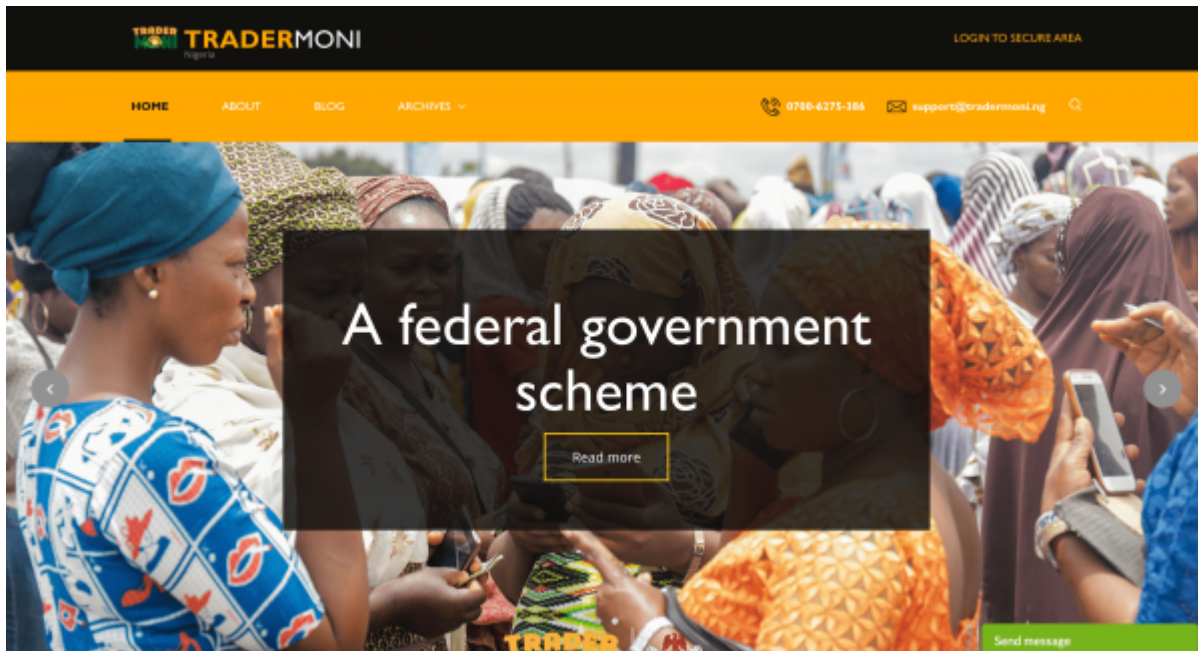 TRADER
MONI
TRADERMONI
Nigeria
LOGIN TO SECURE AREA
HOME
ABOUT
BLOG
ARCHIVES
0700-6275-386
support@tradermoni.ng
A federal government
scheme
Read more
TRADER
Send message